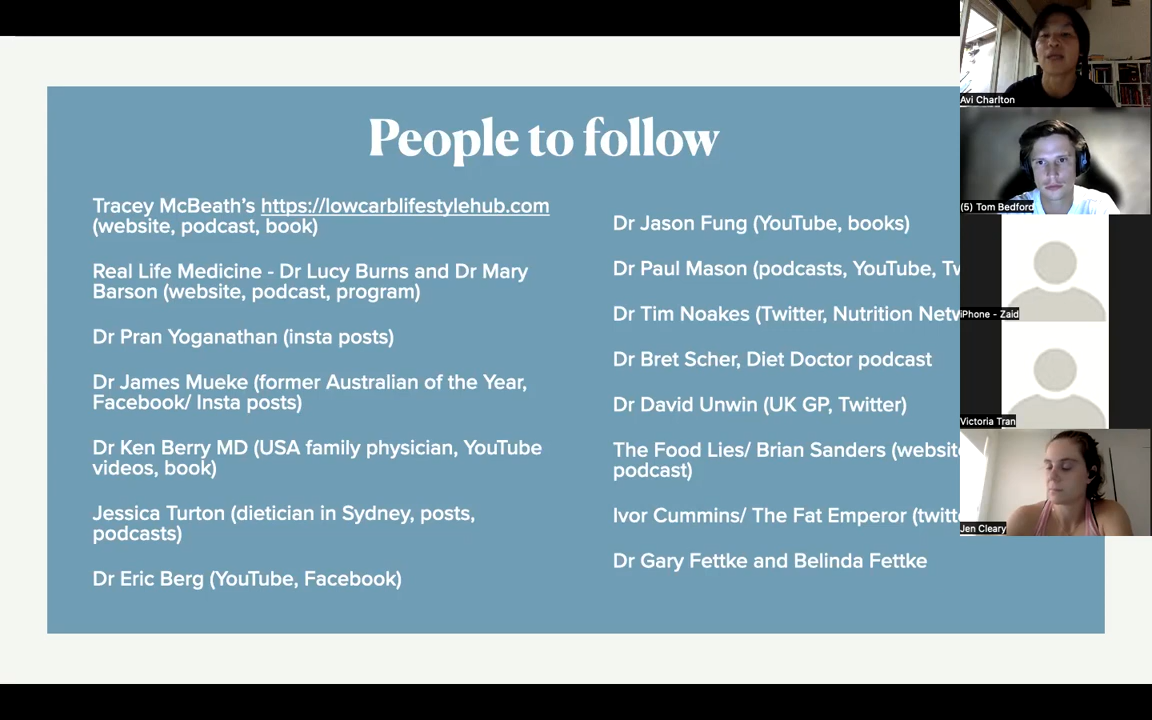 People to follow
Tracey McBeath's https://lowcarblifestylehub.com
(website, podcast, book)
Real Life Medicine - Dr Lucy Burns and Dr Mary
Barson (website, podcast, program)
Dr Pran Yoganathan (insta posts)
Dr James Mueke (former Australian of the Year,
Facebook/ Insta posts)
Dr Ken Berry MD (USA family physician, YouTube
videos, book)
Jessica Turton (dietician in Sydney, posts,
podcasts)
Dr Eric Berg (YouTube, Facebook)
Dr Jason Fung (YouTube, books)
Dr Paul Mason (podcasts, YouTube,
Dr Tim Noakes (Twitter, Nutrition
Dr Bret Scher, Diet Doctor podcast
Dr David Unwin (UK GP, Twitter)
The Food Lies/ Brian Sanders
podcast)
Ivor Cummins/ The Fat Emperor
Dr Gary Fettke and Belinda Fettke
Avi Charlton
(5) Tom Bedford
iPhone - Zaid
Victoria Tran
Jen Cleary